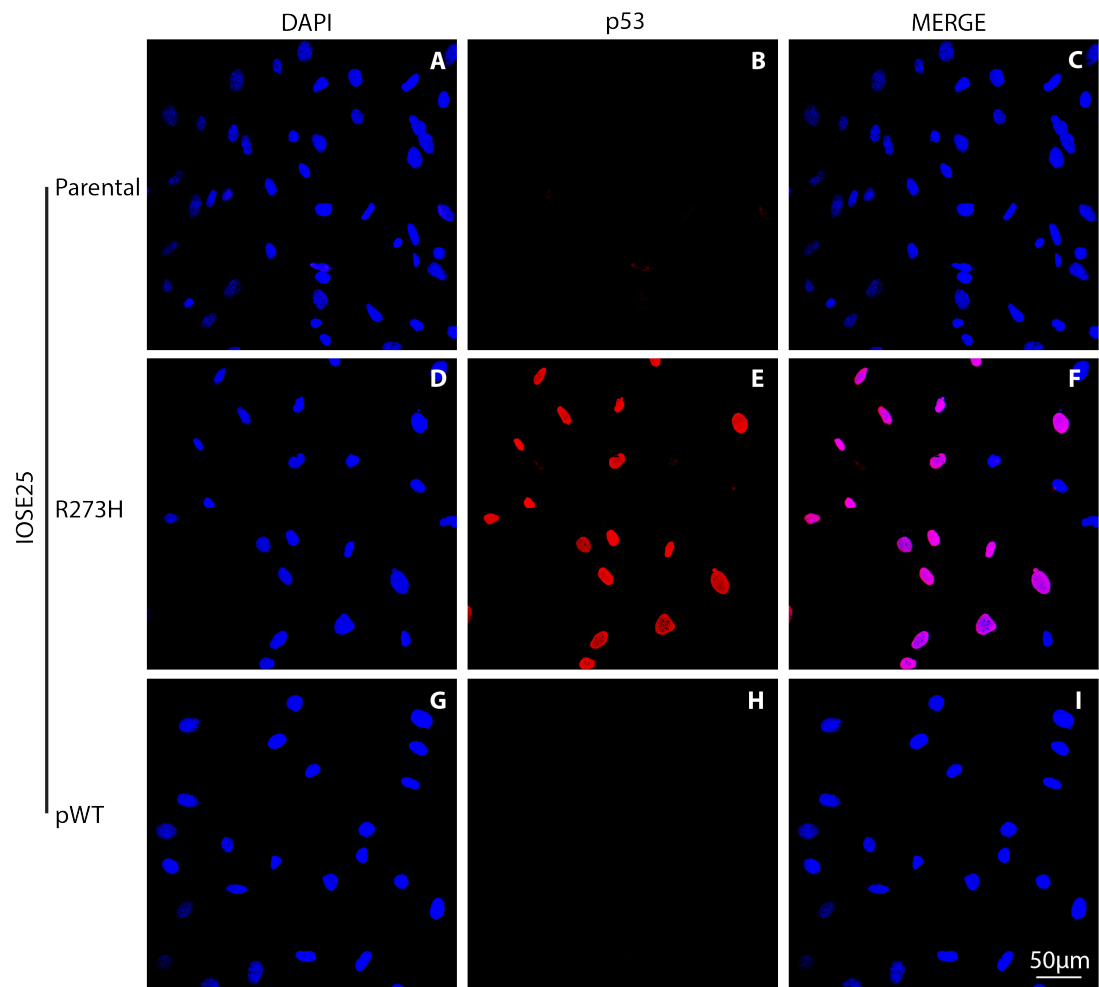 DAPI p53 MERGE
A B C
Parental
D E F
IOSE25
R273H
G H I
pWT
50µm